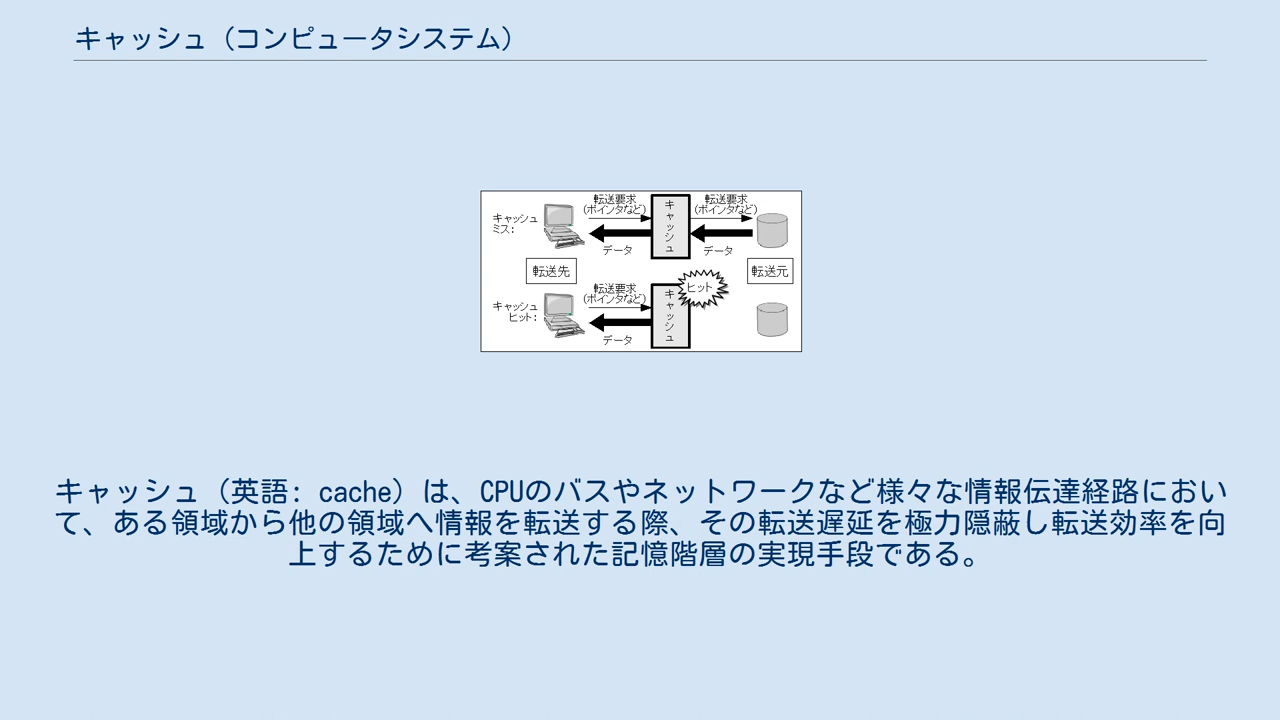 キャッシュ（コンピュータシステム）
転送要求
(ポインタなど)
転送要求
(ポインタなど)
キャッシュ
ミス:
キャッシュ
データ
データ
転送先
転送元
転送要求
(ポインタなど)
ヒット
キャッシュ
ヒット:
キャッシュ
データ
キャッシュ（英語: cache）は、CPUのバスやネットワークなど様々な情報伝達経路におい
て、ある領域から他の領域へ情報を転送する際、その転送遅延を極力隠蔽し転送効率を向
上するために考案された記憶階層の実現手段である。